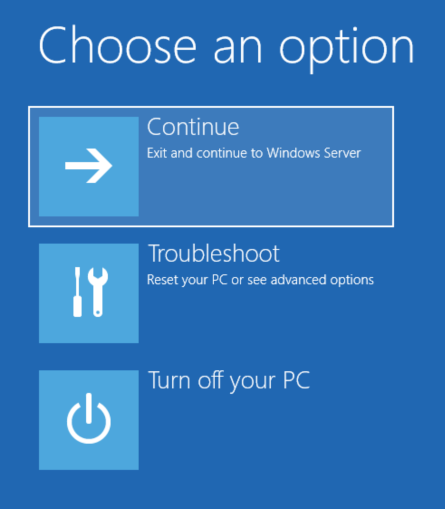 Choose an option
Continue
Exit and continue to Windows Server
Troubleshoot
Reset your PC or see advanced options
Turn off your PC